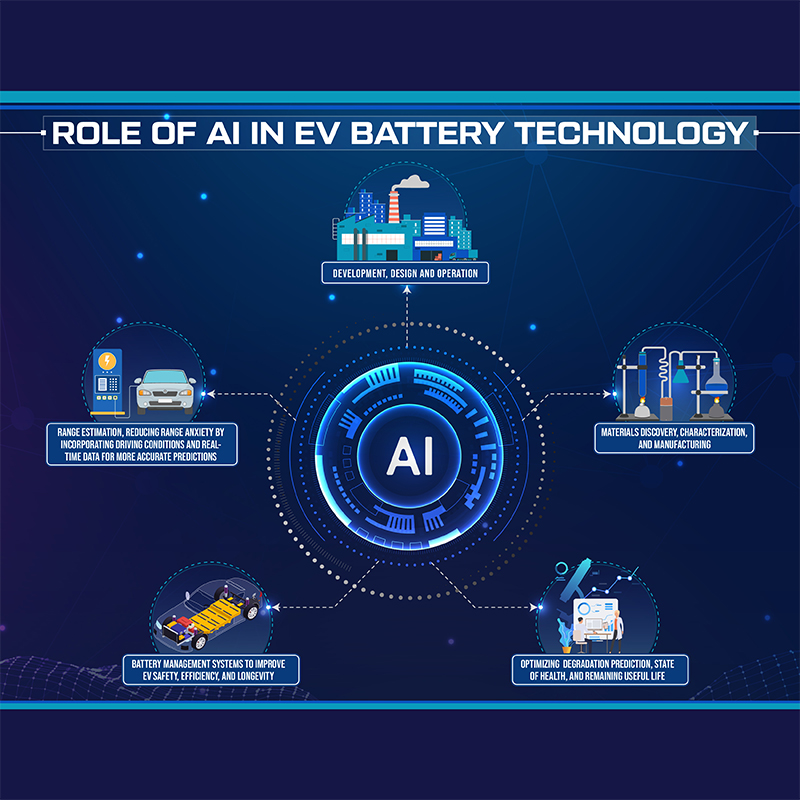 ROLE OF AI IN EV BATTERY TECHNOLOGY
DEVELOPMENT, DESIGN AND OPERATION
RANGE ESTIMATION, REDUCING RANGE ANXIETY BY
INCORPORATING DRIVING CONDITIONS AND REAL-
TIME DATA FOR MORE ACCURATE PREDICTIONS
MATERIALS DISCOVERY, CHARACTERIZATION,
AND MANUFACTURING
AI
BATTERY MANAGEMENT SYSTEMS TO IMPROVE
EV SAFETY, EFFICIENCY, AND LONGEVITY
OPTIMIZING DEGRADATION PREDICTION, STATE
OF HEALTH, AND REMAINING USEFUL LIFE